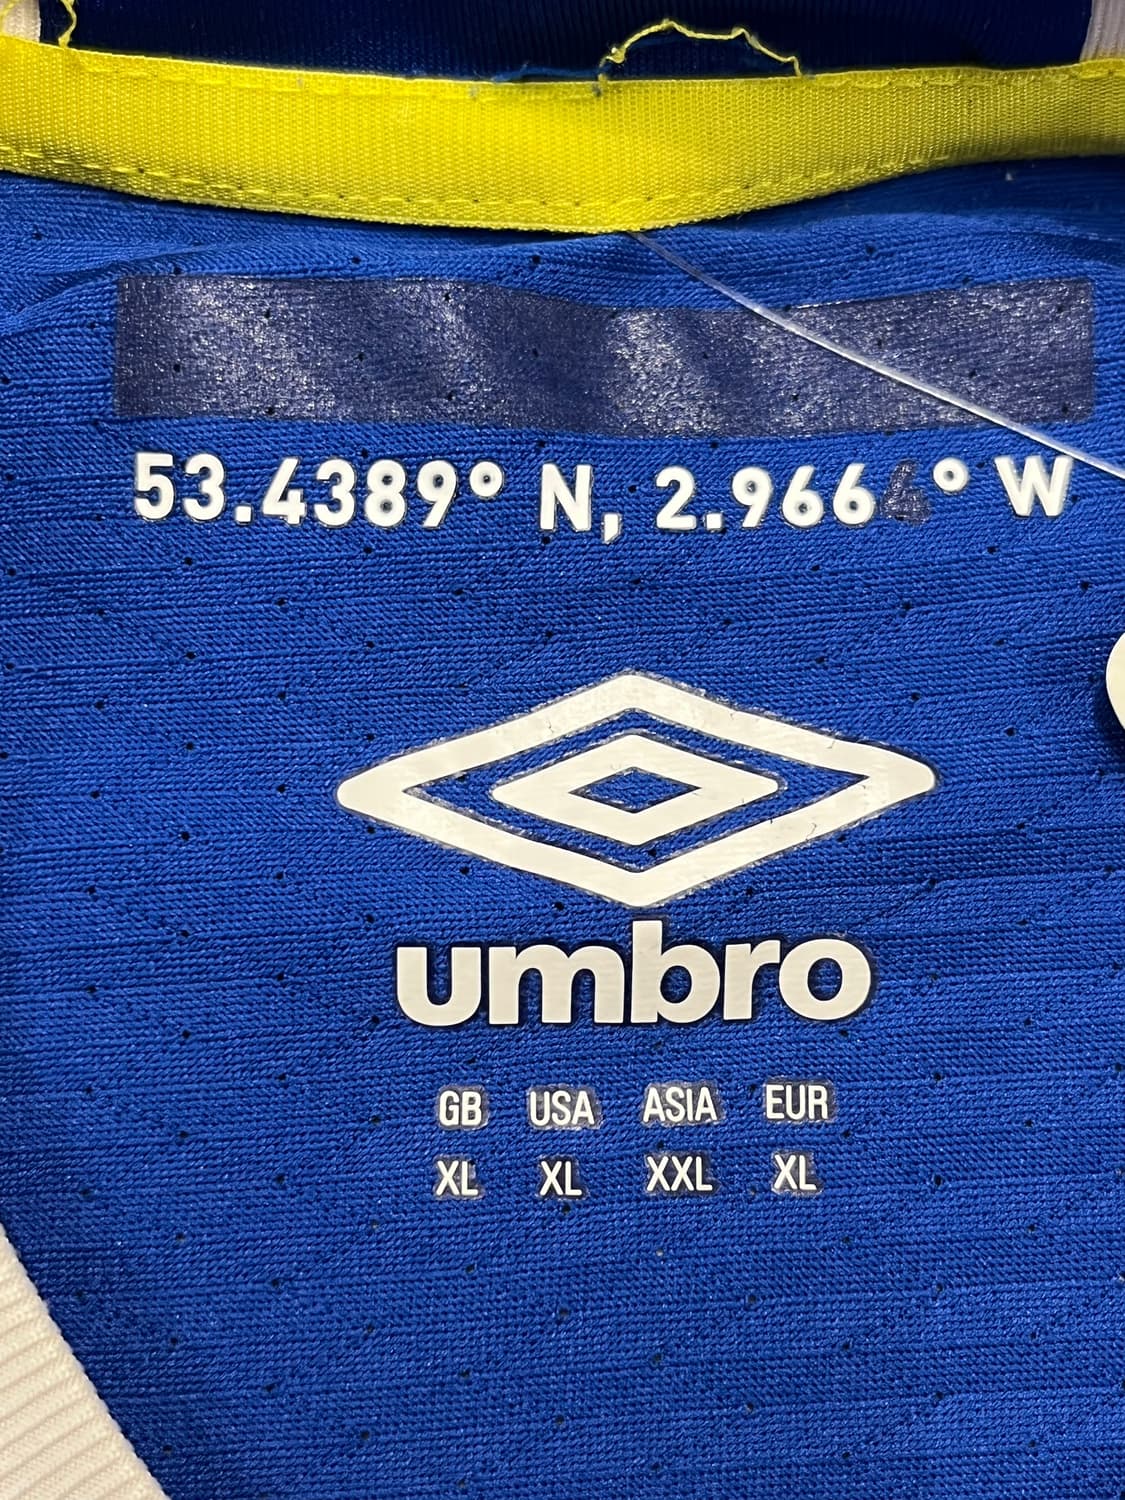 53.4389° N, 2.9664° W
umbro
GB USA ASIA EUR
XL XL XXL XL